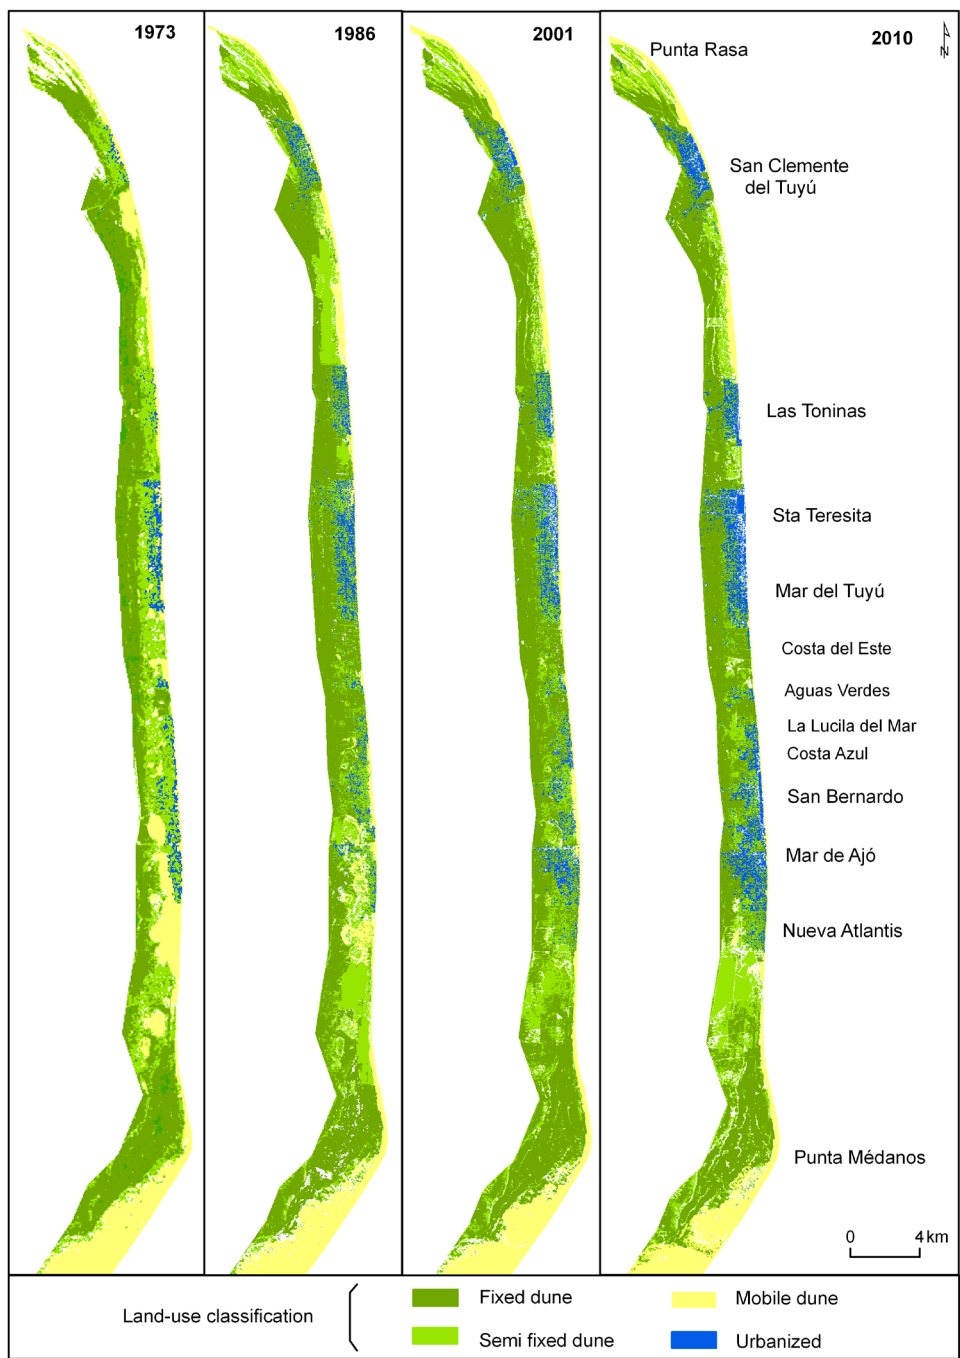 1973
1986
2001
2010
N
Punta Rasa
San Clemente
del Tuyú
Las Toninas
Sta Teresita
Mar del Tuyú
Costa del Este
Aguas Verdes
La Lucila del Mar
Costa Azul
San Bernardo
Mar de Ajó
Nueva Atlantis
Punta Médanos
0 4 km
Land-use classification
Fixed dune
Mobile dune
Semi fixed dune
Urbanized